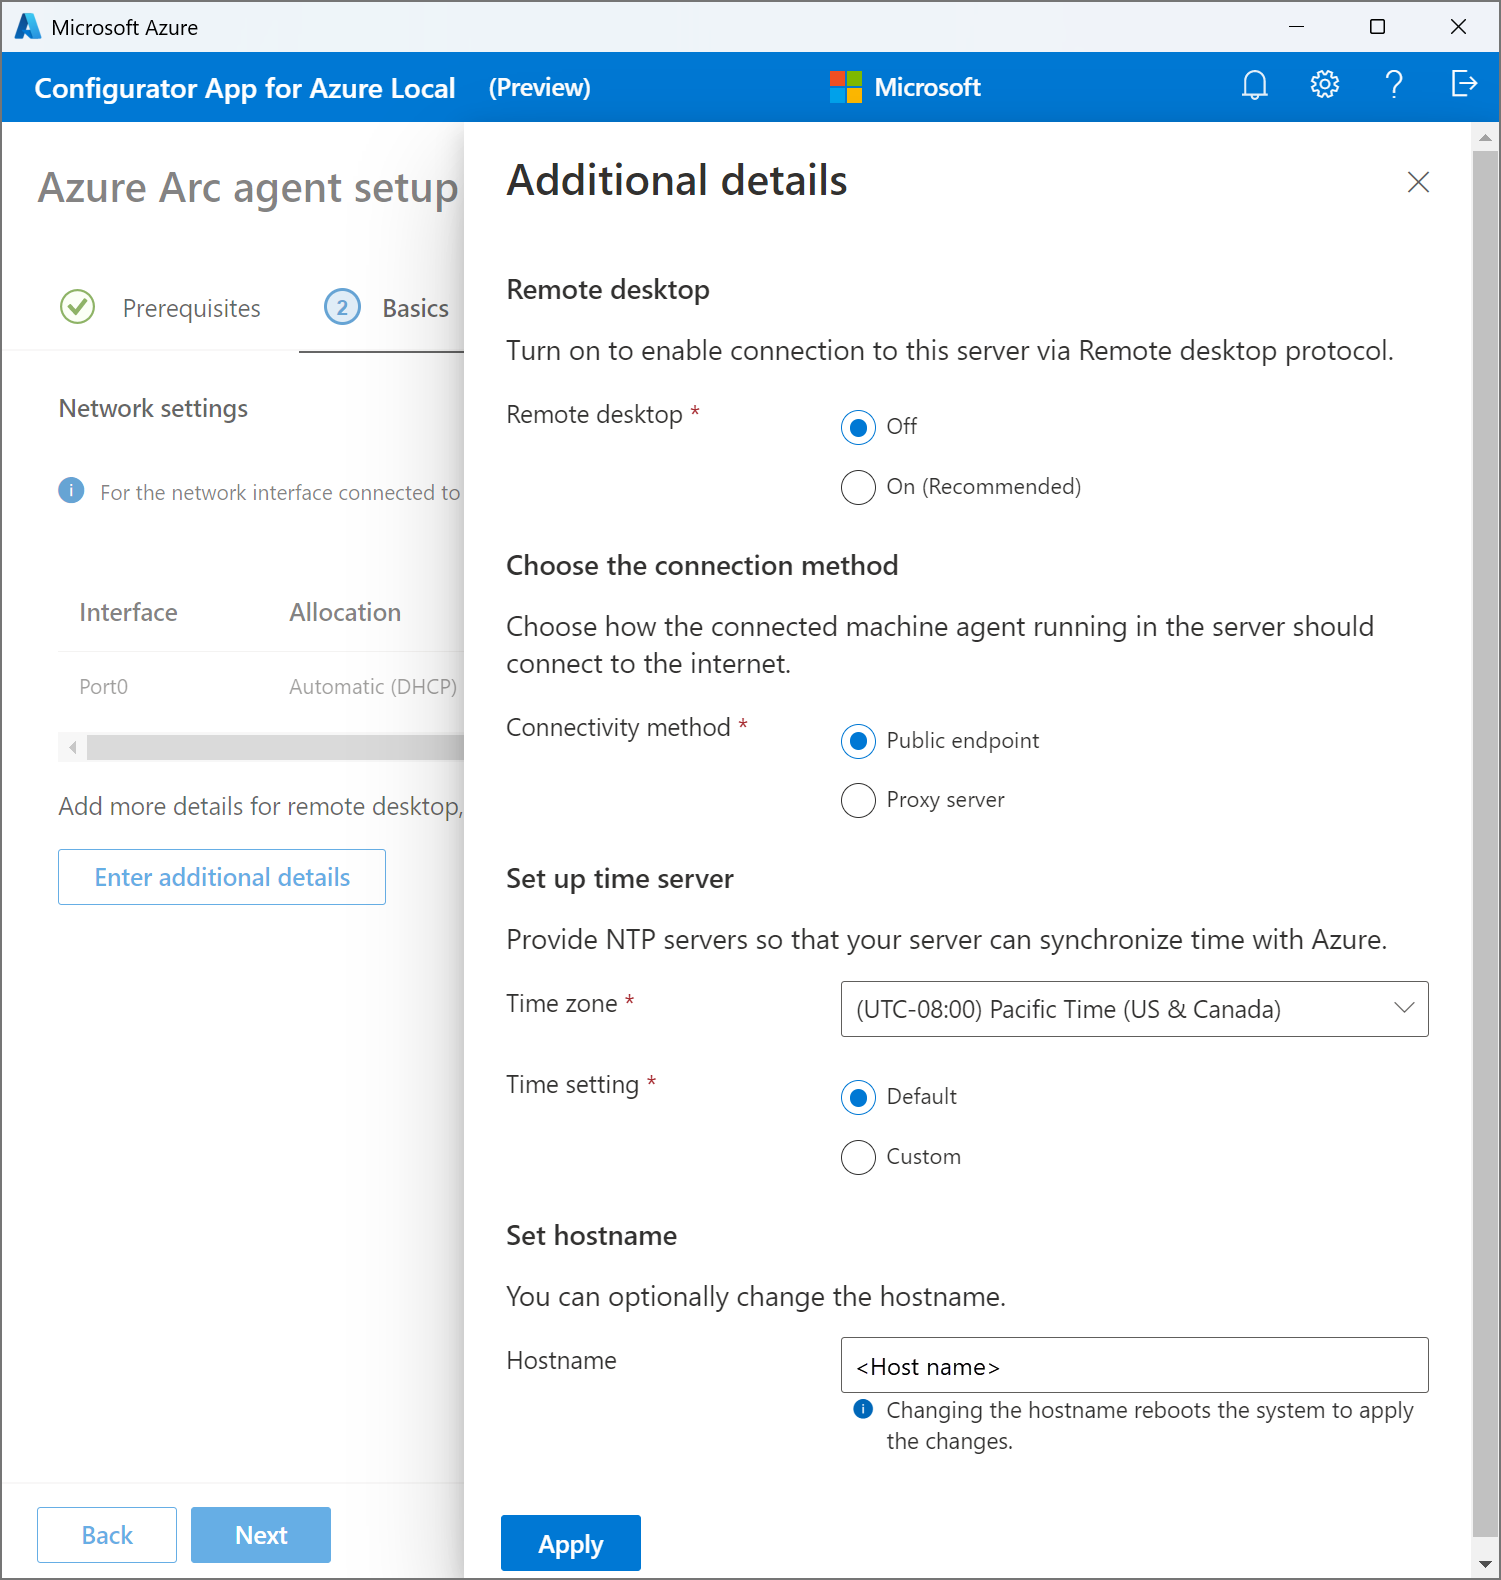 Microsoft Azure
Configurator App for Azure Local (Preview)
Microsoft
Azure Arc agent setup
Prerequisites
2 Basics
Network settings
For the network interface connected to
Interface Allocation
Port0 Automatic (DHCP)
Add more details for remote desktop,
Enter additional details
Back
Next
Additional details
Remote desktop
Turn on to enable connection to this server via Remote desktop protocol.
Remote desktop *
Off
On (Recommended)
Choose the connection method
Choose how the connected machine agent running in the server should
connect to the internet.
Connectivity method *
Public endpoint
Proxy server
Set up time server
Provide NTP servers so that your server can synchronize time with Azure.
Time zone *
(UTC-08:00) Pacific Time (US & Canada)
Time setting *
Default
Custom
Set hostname
You can optionally change the hostname.
Hostname
<Host name>
Changing the hostname reboots the system to apply
the changes.
Apply